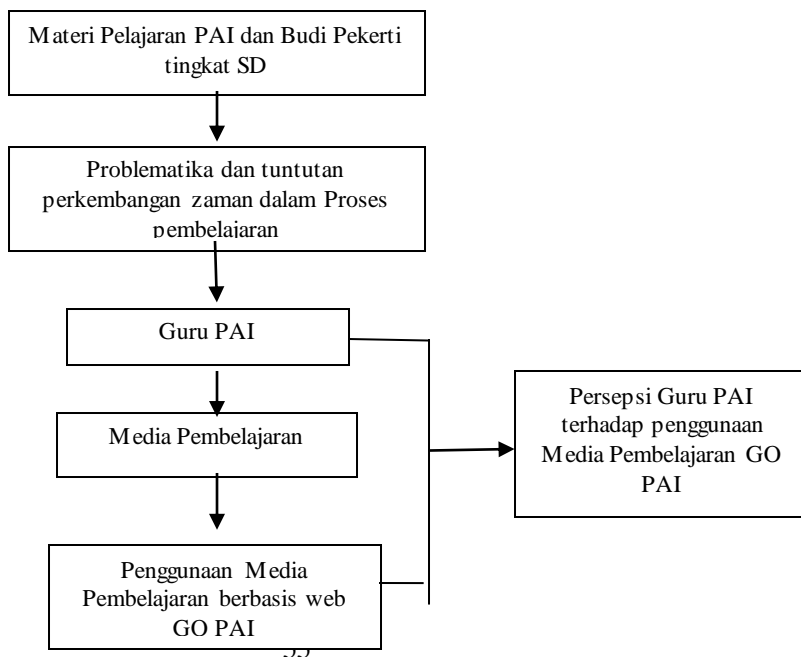 Materi Pelajaran PAI dan Budi Pekerti
tingkat SD
Problematika dan tuntutan
perkembangan zaman dalam Proses
pembelajaran
Guru PAI
Media Pembelajaran
Penggunaan Media
Pembelajaran berbasis web
GO PAI
Persepsi Guru PAI
terhadap penggunaan
Media Pembelajaran GO
PAI